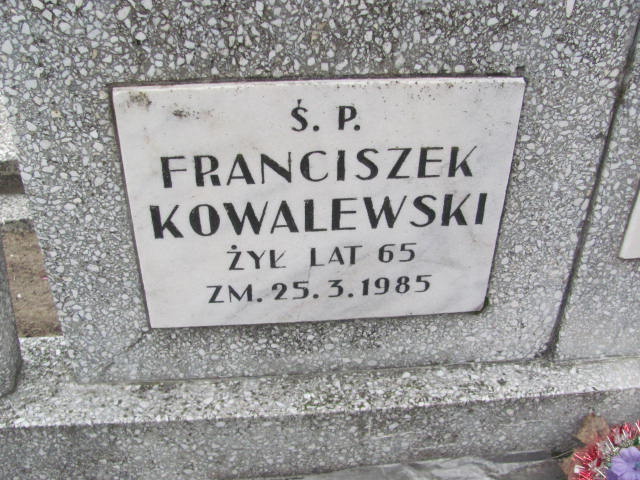 Ś. P.
FRANCISZEK
KOWALEWSKI
ŻYŁ LAT 65
ZM. 25. 3. 1985